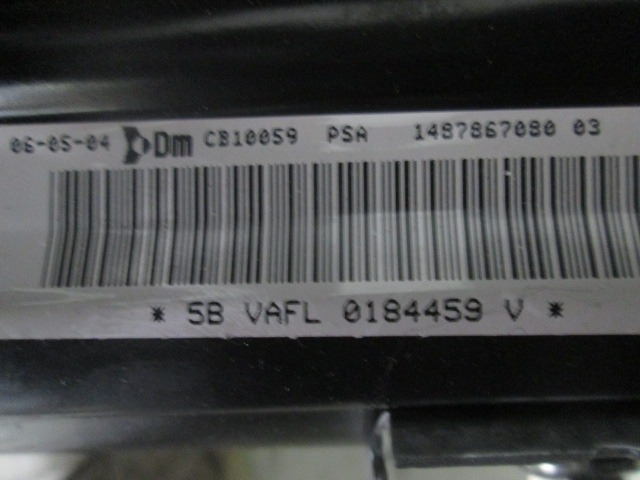 06-05-04 Dm CB10059 PSA 1487867080 03
* 5B VAFL 0184459 V *